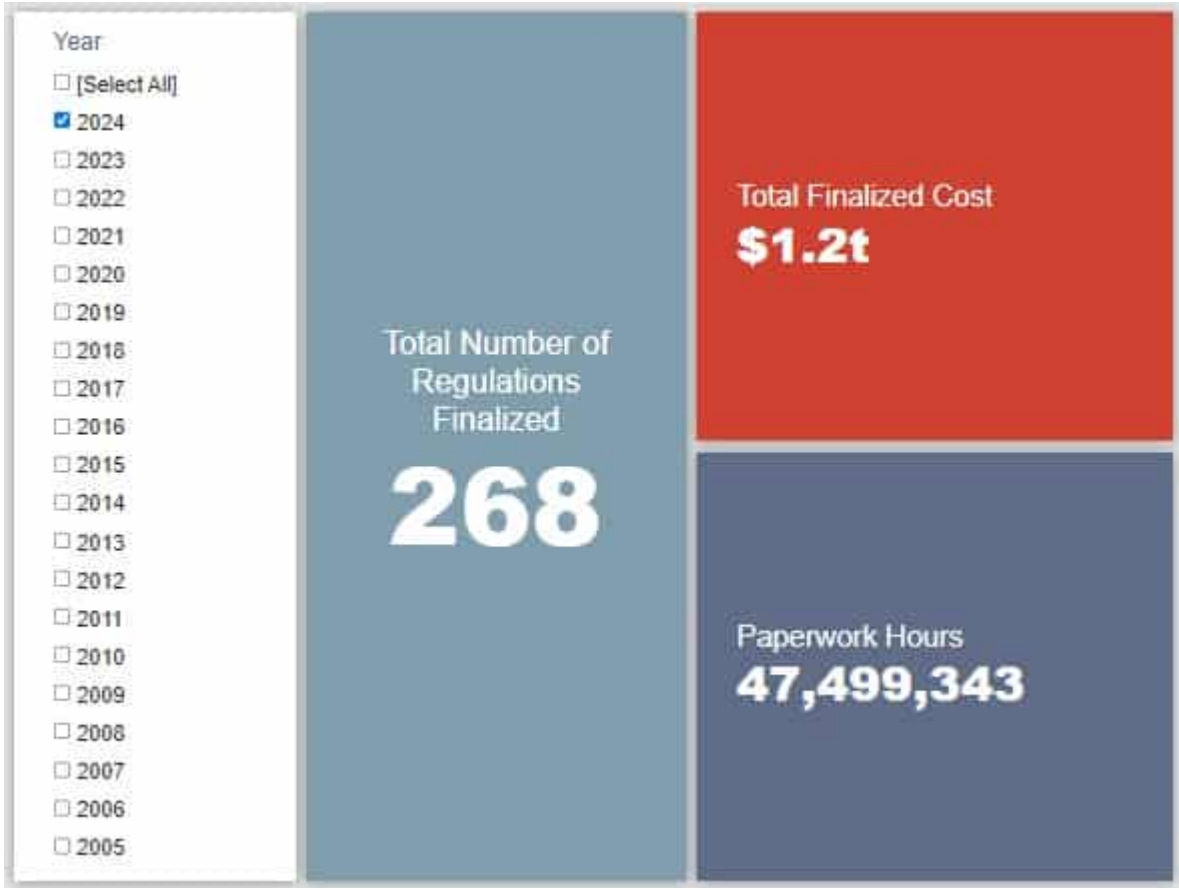 Year
[Select All]
2024
2023
2022
2021
2020
2019
2018
2017
2016
2015
2014
2013
2012
2011
2010
2009
2008
2007
2006
2005
Total Number of
Regulations
Finalized
268
Total Finalized Cost
$1.2t
Paperwork Hours
47,499,343